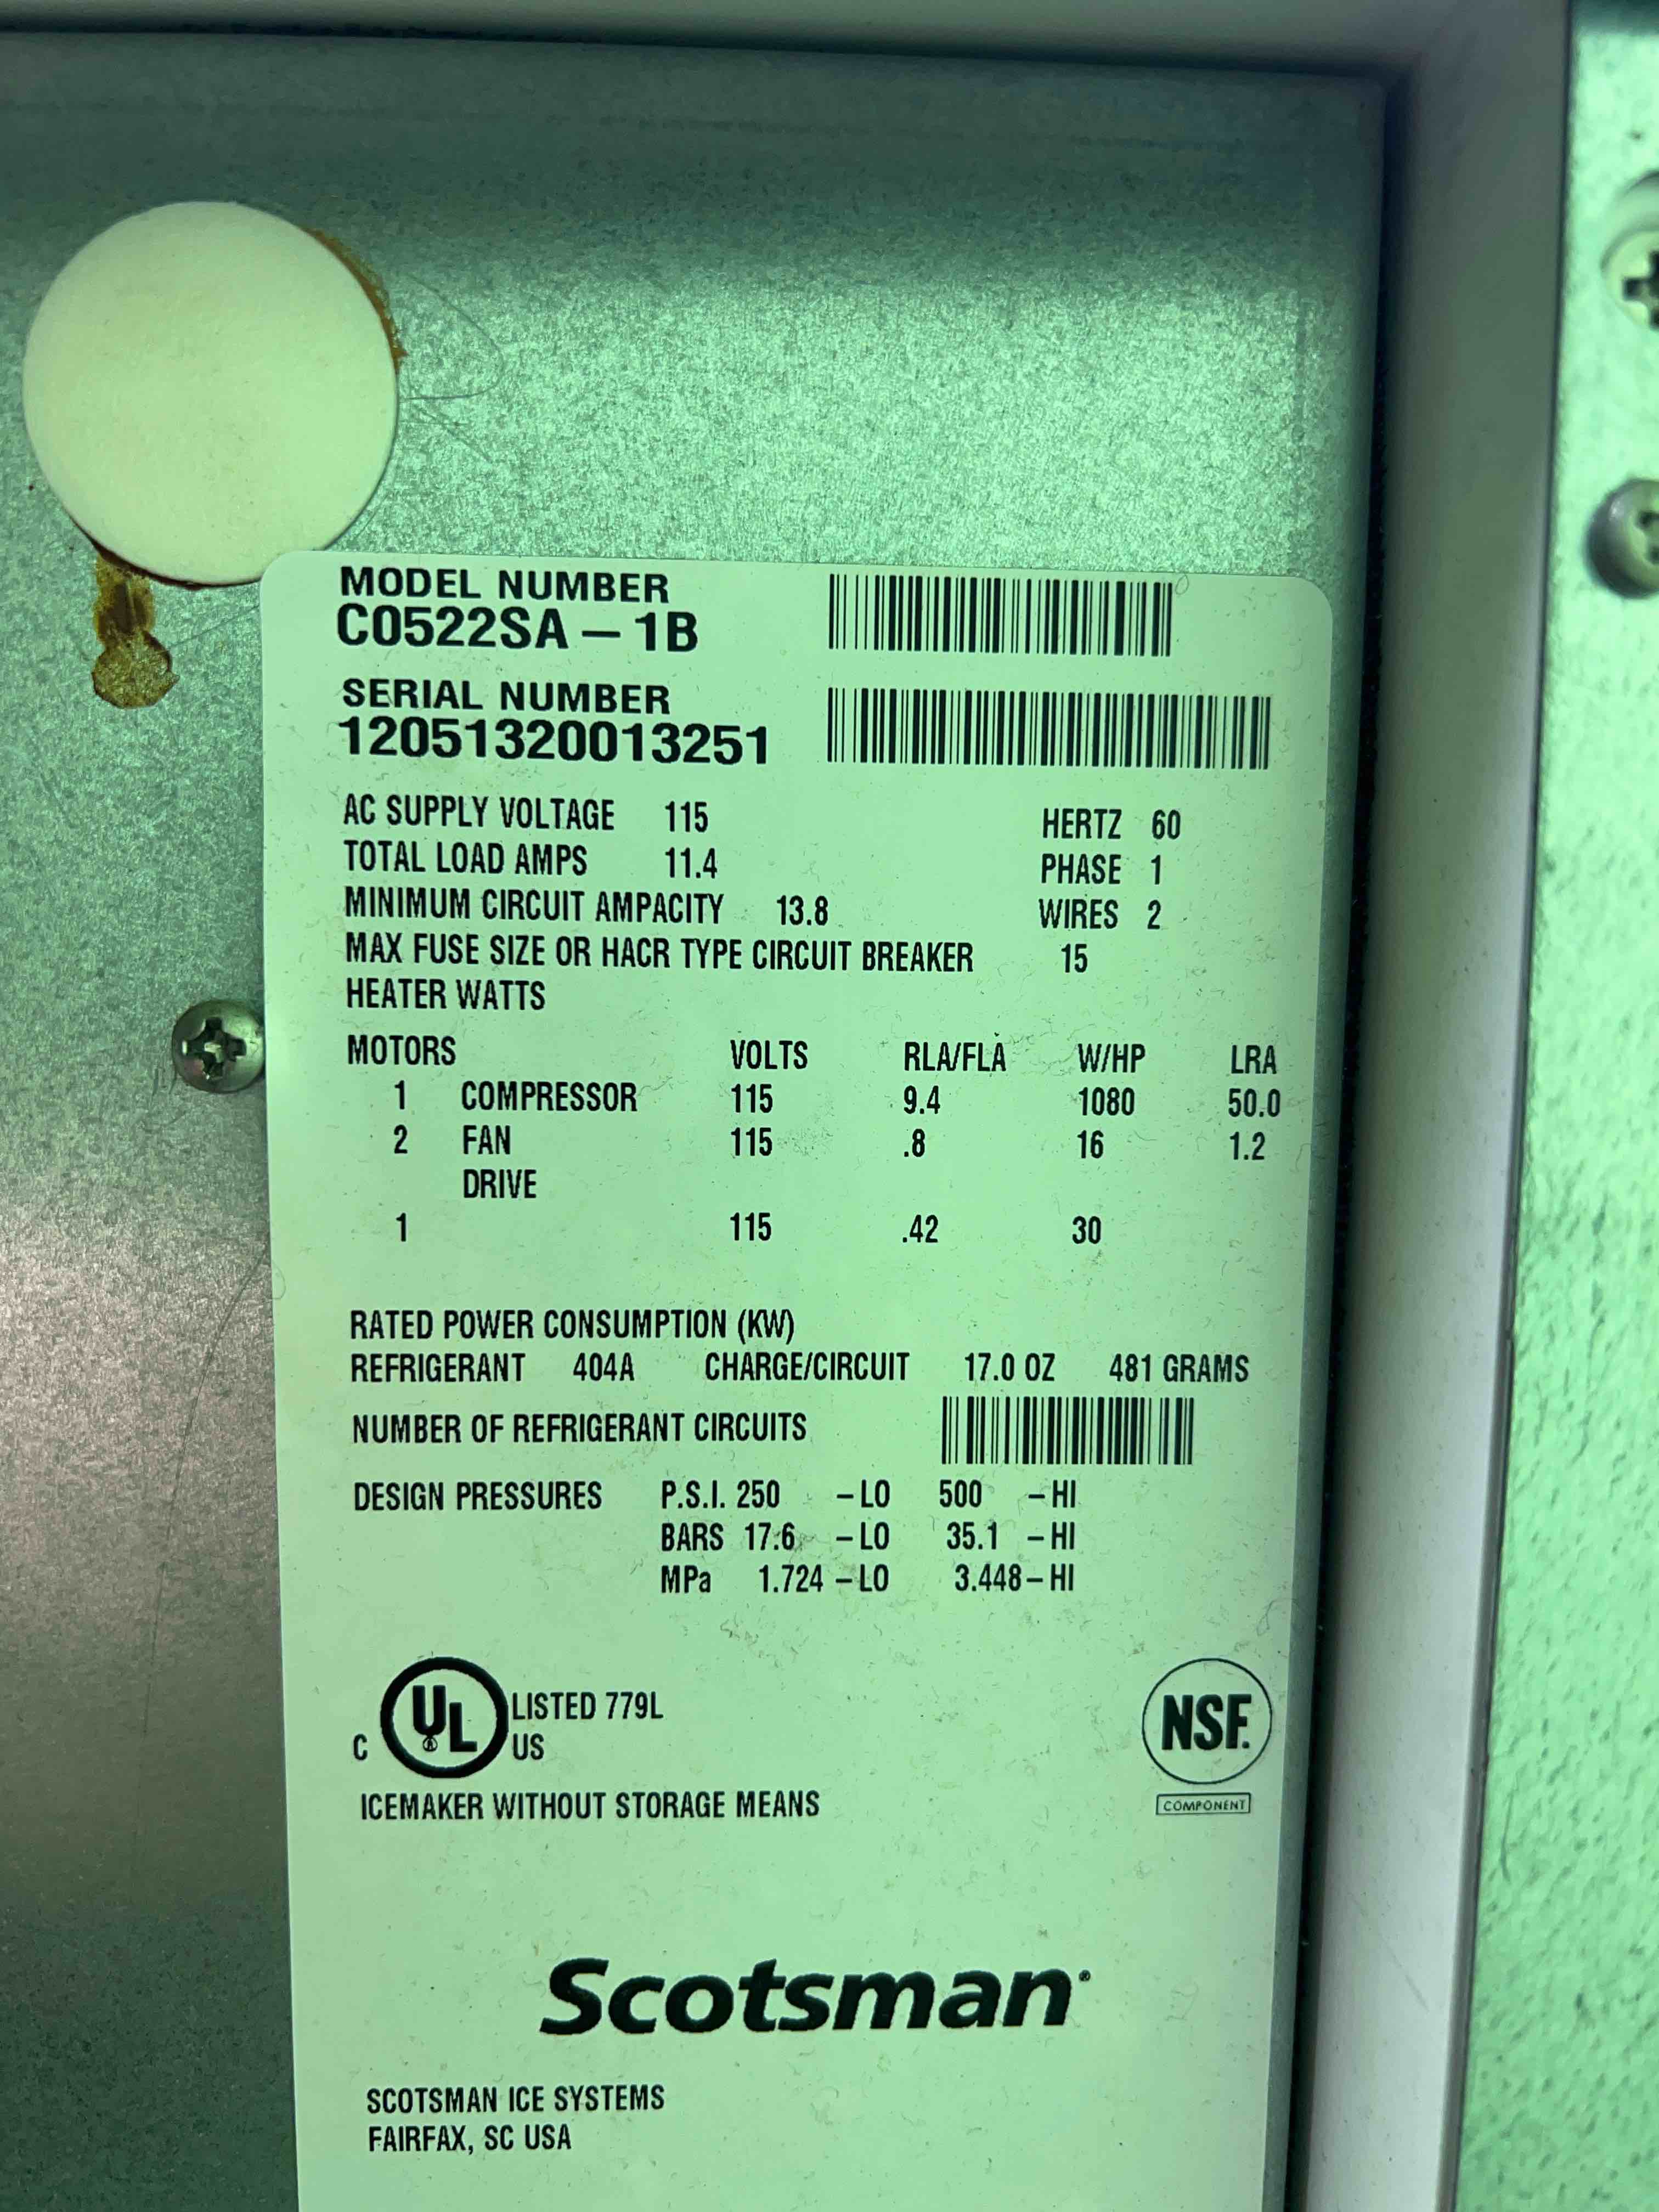 MODEL NUMBER
C0522SA – 1B
SERIAL NUMBER
12051320013251
AC SUPPLY VOLTAGE 115 HERTZ 60
TOTAL LOAD AMPS 11.4 PHASE 1
MINIMUM CIRCUIT AMPACITY 13.8 WIRES 2
MAX FUSE SIZE OR HACR TYPE CIRCUIT BREAKER 15
HEATER WATTS
MOTORS VOLTS RLA/FLA W/HP LRA
1 COMPRESSOR 115 9.4 1080 50.0
2 FAN 115 .8 16 1.2
DRIVE
1 115 .42 30
RATED POWER CONSUMPTION (KW)
REFRIGERANT 404A CHARGE/CIRCUIT 17.0 OZ 481 GRAMS
NUMBER OF REFRIGERANT CIRCUITS
DESIGN PRESSURES P.S.I. 250 – LO 500 – HI
BARS 17.6 – LO 35.1 – HI
MPa 1.724 – LO 3.448 – HI
C UL LISTED 779L
US
NSF.
COMPONENT
ICEMAKER WITHOUT STORAGE MEANS
Scotsman®
SCOTSMAN ICE SYSTEMS
FAIRFAX, SC USA